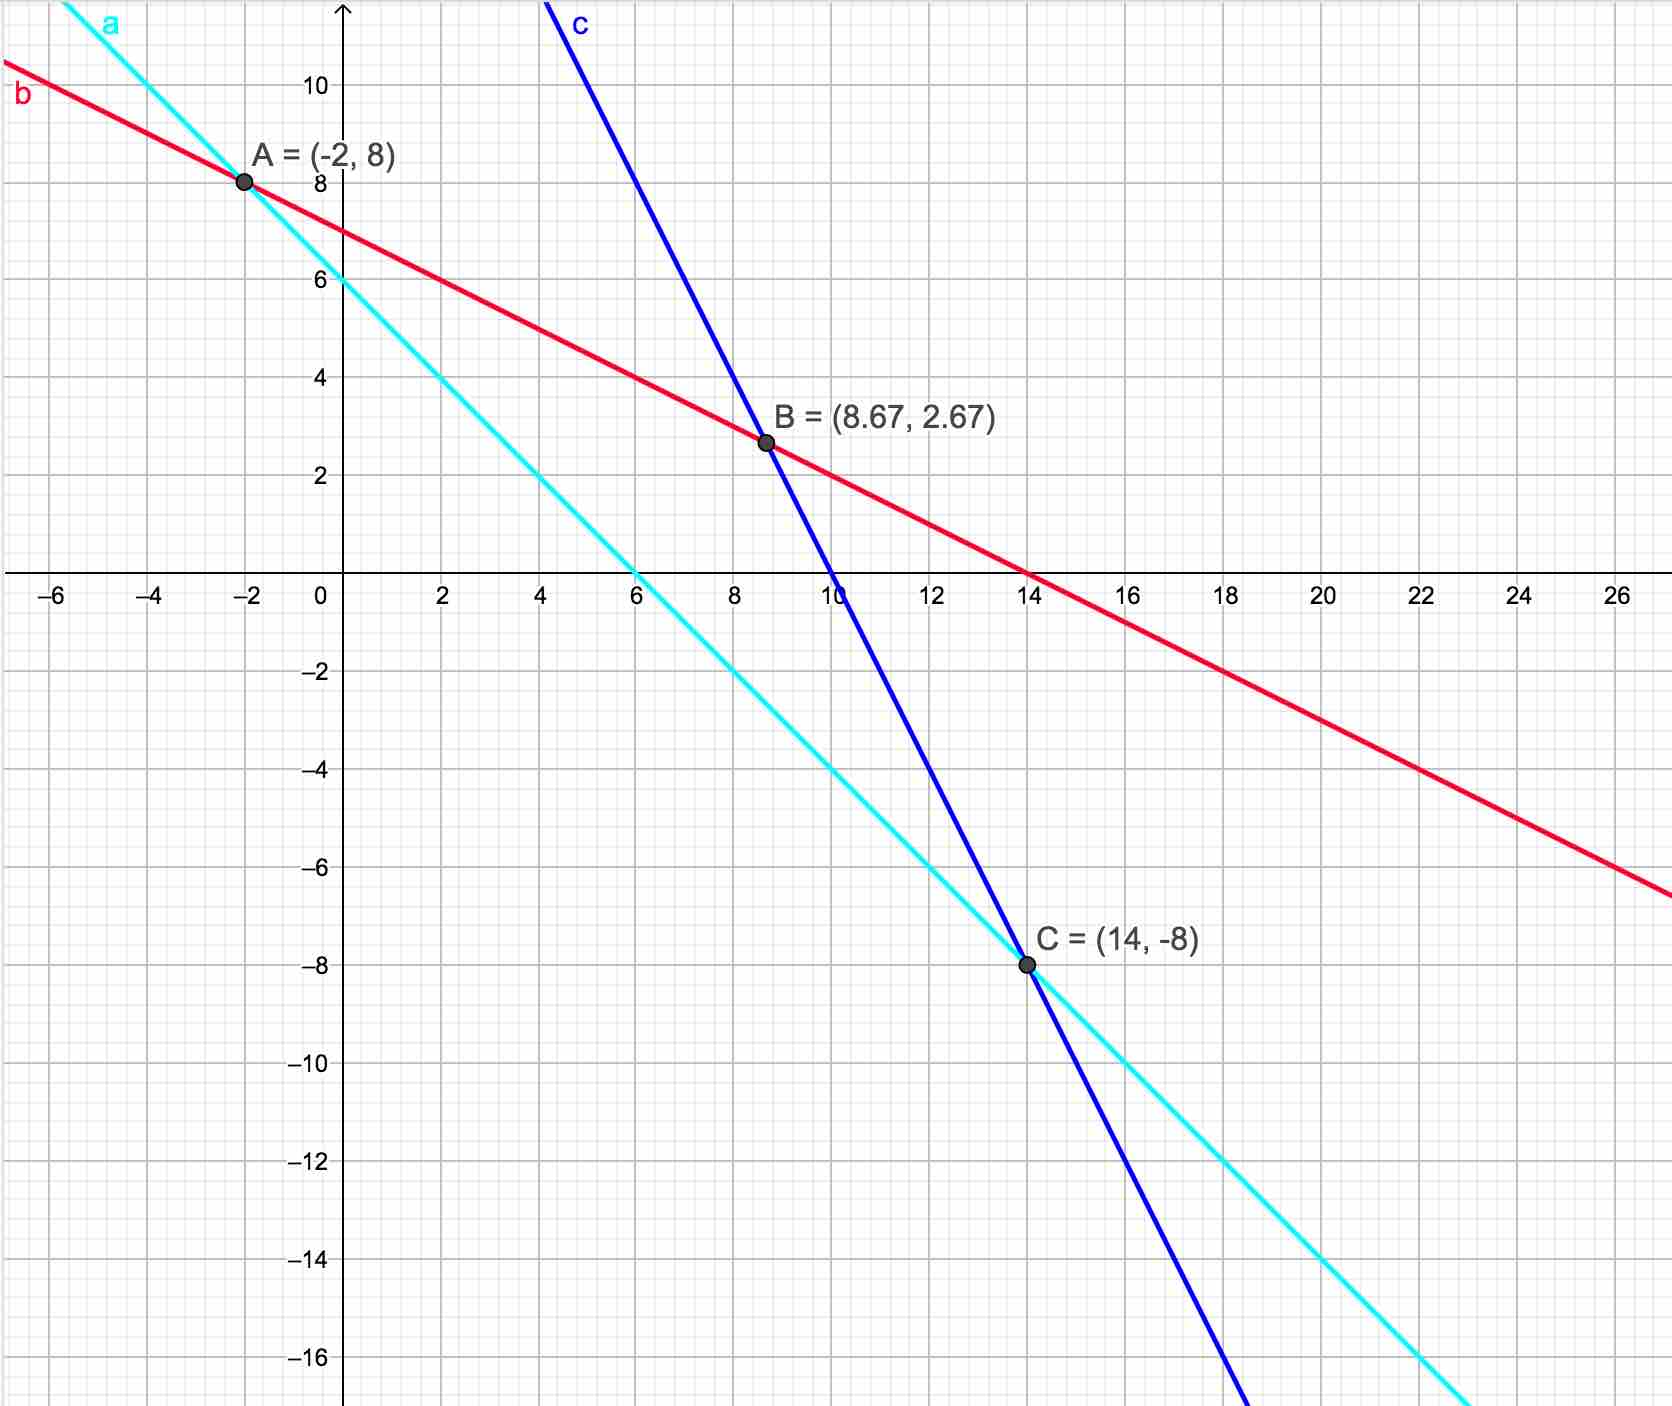 a
c
b
10
A = (-2, 8)
8
6
4
B = (8.67, 2.67)
2
–6 –4 –2 0 2 4 6 8 10 12 14 16 18 20 22 24 26
–2
–4
–6
C = (14, -8)
–8
–10
–12
–14
–16